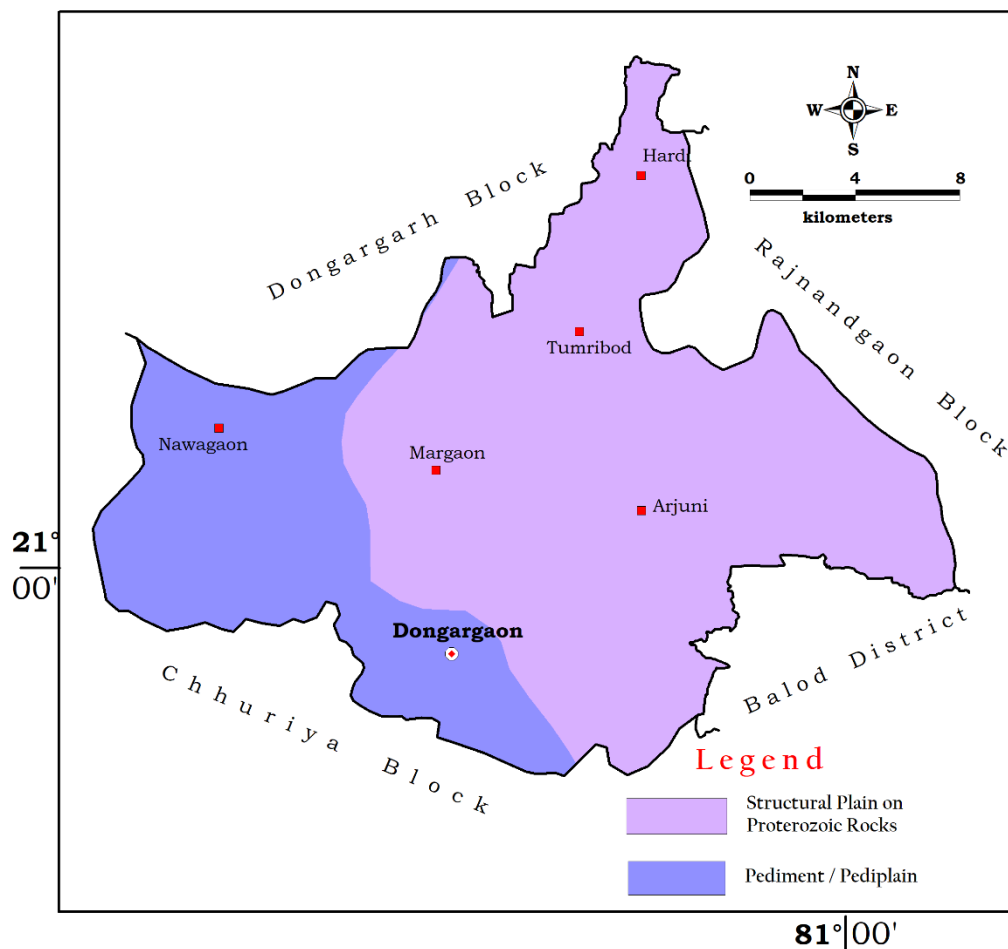 N
W E
S
Hard
0 4 8
kilometers
Dongargarh Block
Rajnandgaon Block
Tumribod
Nawagaon
Margaon
Arjuni
21°
00'
Dongargaon
Balod District
Chhuriya Block
Legend
Structural Plain on
Proterozoic Rocks
Pediment / Pediplain
81° 00'